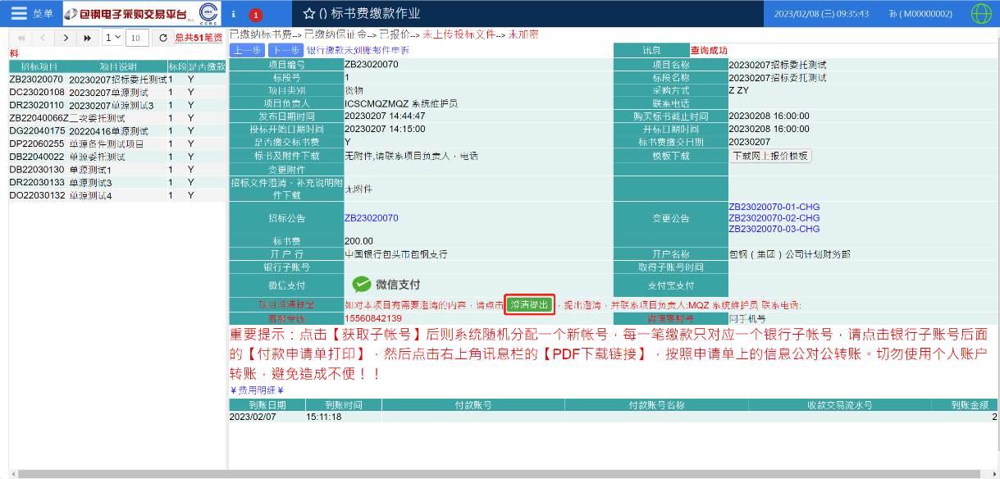 菜单 包钢电子采购交易平台 i 1 ☆ () 标书费缴款作业 2023/02/08 (三) 09:35:43 孙 ( M00000002)
1 10 总共51笔资料
招标项目 项目说明 标段 是否缴款
ZB23020070 20230207招标委托测试 1 Y
DC23020108 20230207单源测试 1 Y
DR23020110 20230207单源测试3 1 Y
ZB22040066Z 二次委托测试 1 Y
DG22040175 20220416单源测试 1 Y
DP22060255 单源备件测试项目 1 Y
DB22040022 单源委托测试 1 Y
DB22030130 单源测试1 1 Y
DR22030133 单源测试3 1 Y
DO22030132 单源测试4 1 Y
已缴纳标书费--> 已缴纳保证金--> 已报价--> 未上传投标文件--> 未加密
上一步 下一步 银行缴款未到账邮件申诉 讯息 查询成功
项目编号 ZB23020070 项目名称 20230207招标委托测试
标段号 1 标段名称 20230207招标委托测试
项目类别 货物 采购方式 Z ZY
项目负责人 ICSCMQZMQZ 系统维护员 联系电话
发布日期时间 20230207 14:44:47 购买标书截止时间 20230208 16:00:00
投标开始日期时间 20230207 14:15:00 开标日期时间 20230208 16:00:00
是否缴交标书费 Y 标书费缴交日期 20230207
标书及附件下载 无附件,请联系项目负责人、电话 模板下载 下载网上报价模板
变更附件
招标文件澄清、补充说明附件下载 无附件
招标公告 ZB23020070 变更公告 ZB23020070-01-CHG
ZB23020070-02-CHG
ZB23020070-03-CHG
标书费 200.00
开 户 行 中国银行包头市包钢支行 开户名称 包钢（集团）公司计划财务部
银行子账号 取得子账号时间
微信支付 微信支付 支付宝支付
项目澄清提出 如对本项目有需要澄清的内容，请点击 澄清提出 ，提出澄清，并联系项目负责人:MQZ 系统维护员 联系电话:
客服专线 15560842139 微信客服号 同手机号
重要提示：点击【获取子帐号】后则系统随机分配一个新帐号，每一笔缴款只对应一个银行子帐号，请点击银行子账号后面
的【付款申请单打印】，然后点击右上角讯息栏的【PDF下载链接】，按照申请单上的信息公对公转账。切勿使用个人账户
转账，避免造成不便！！
￥费用明细￥
到账日期 到账时间 付款账号 付款账号名称 收款交易流水号 到账金额
2023/02/07 15:11:18 2